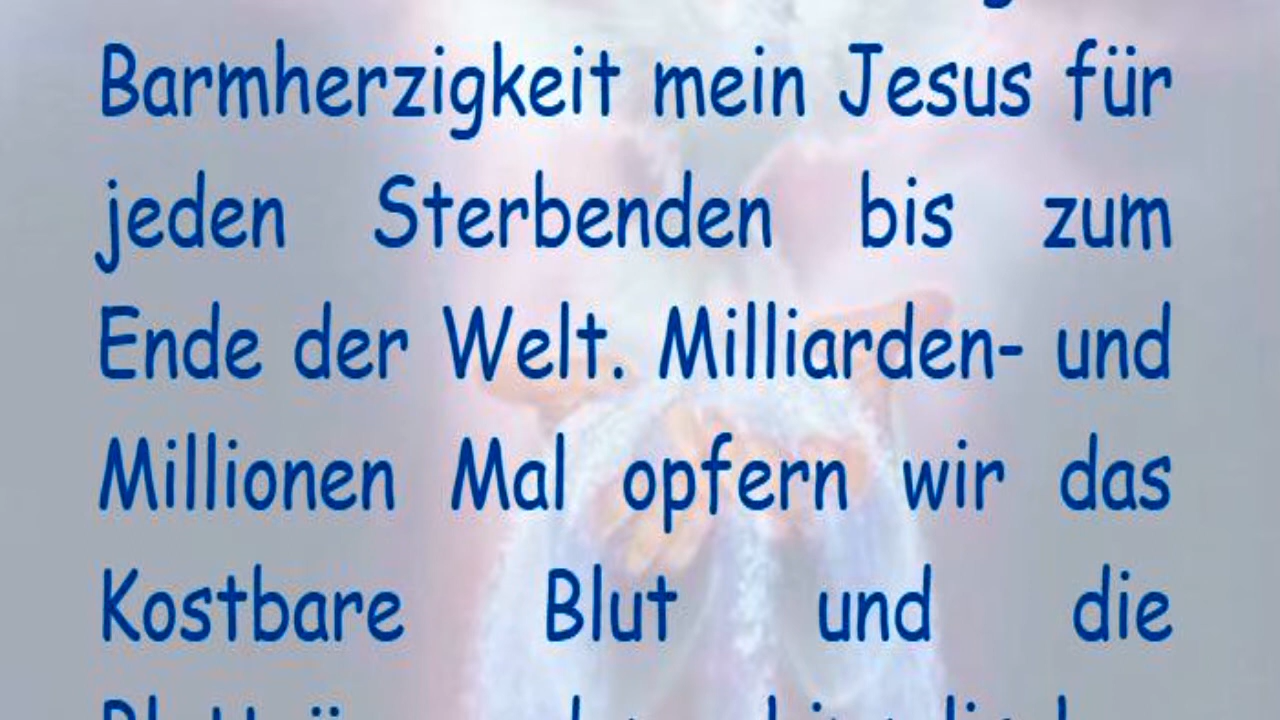 Barmherzigkeit mein Jesus für
jeden Sterbenden bis zum
Ende der Welt. Milliarden- und
Millionen Mal opfern wir das
Kostbare Blut und die